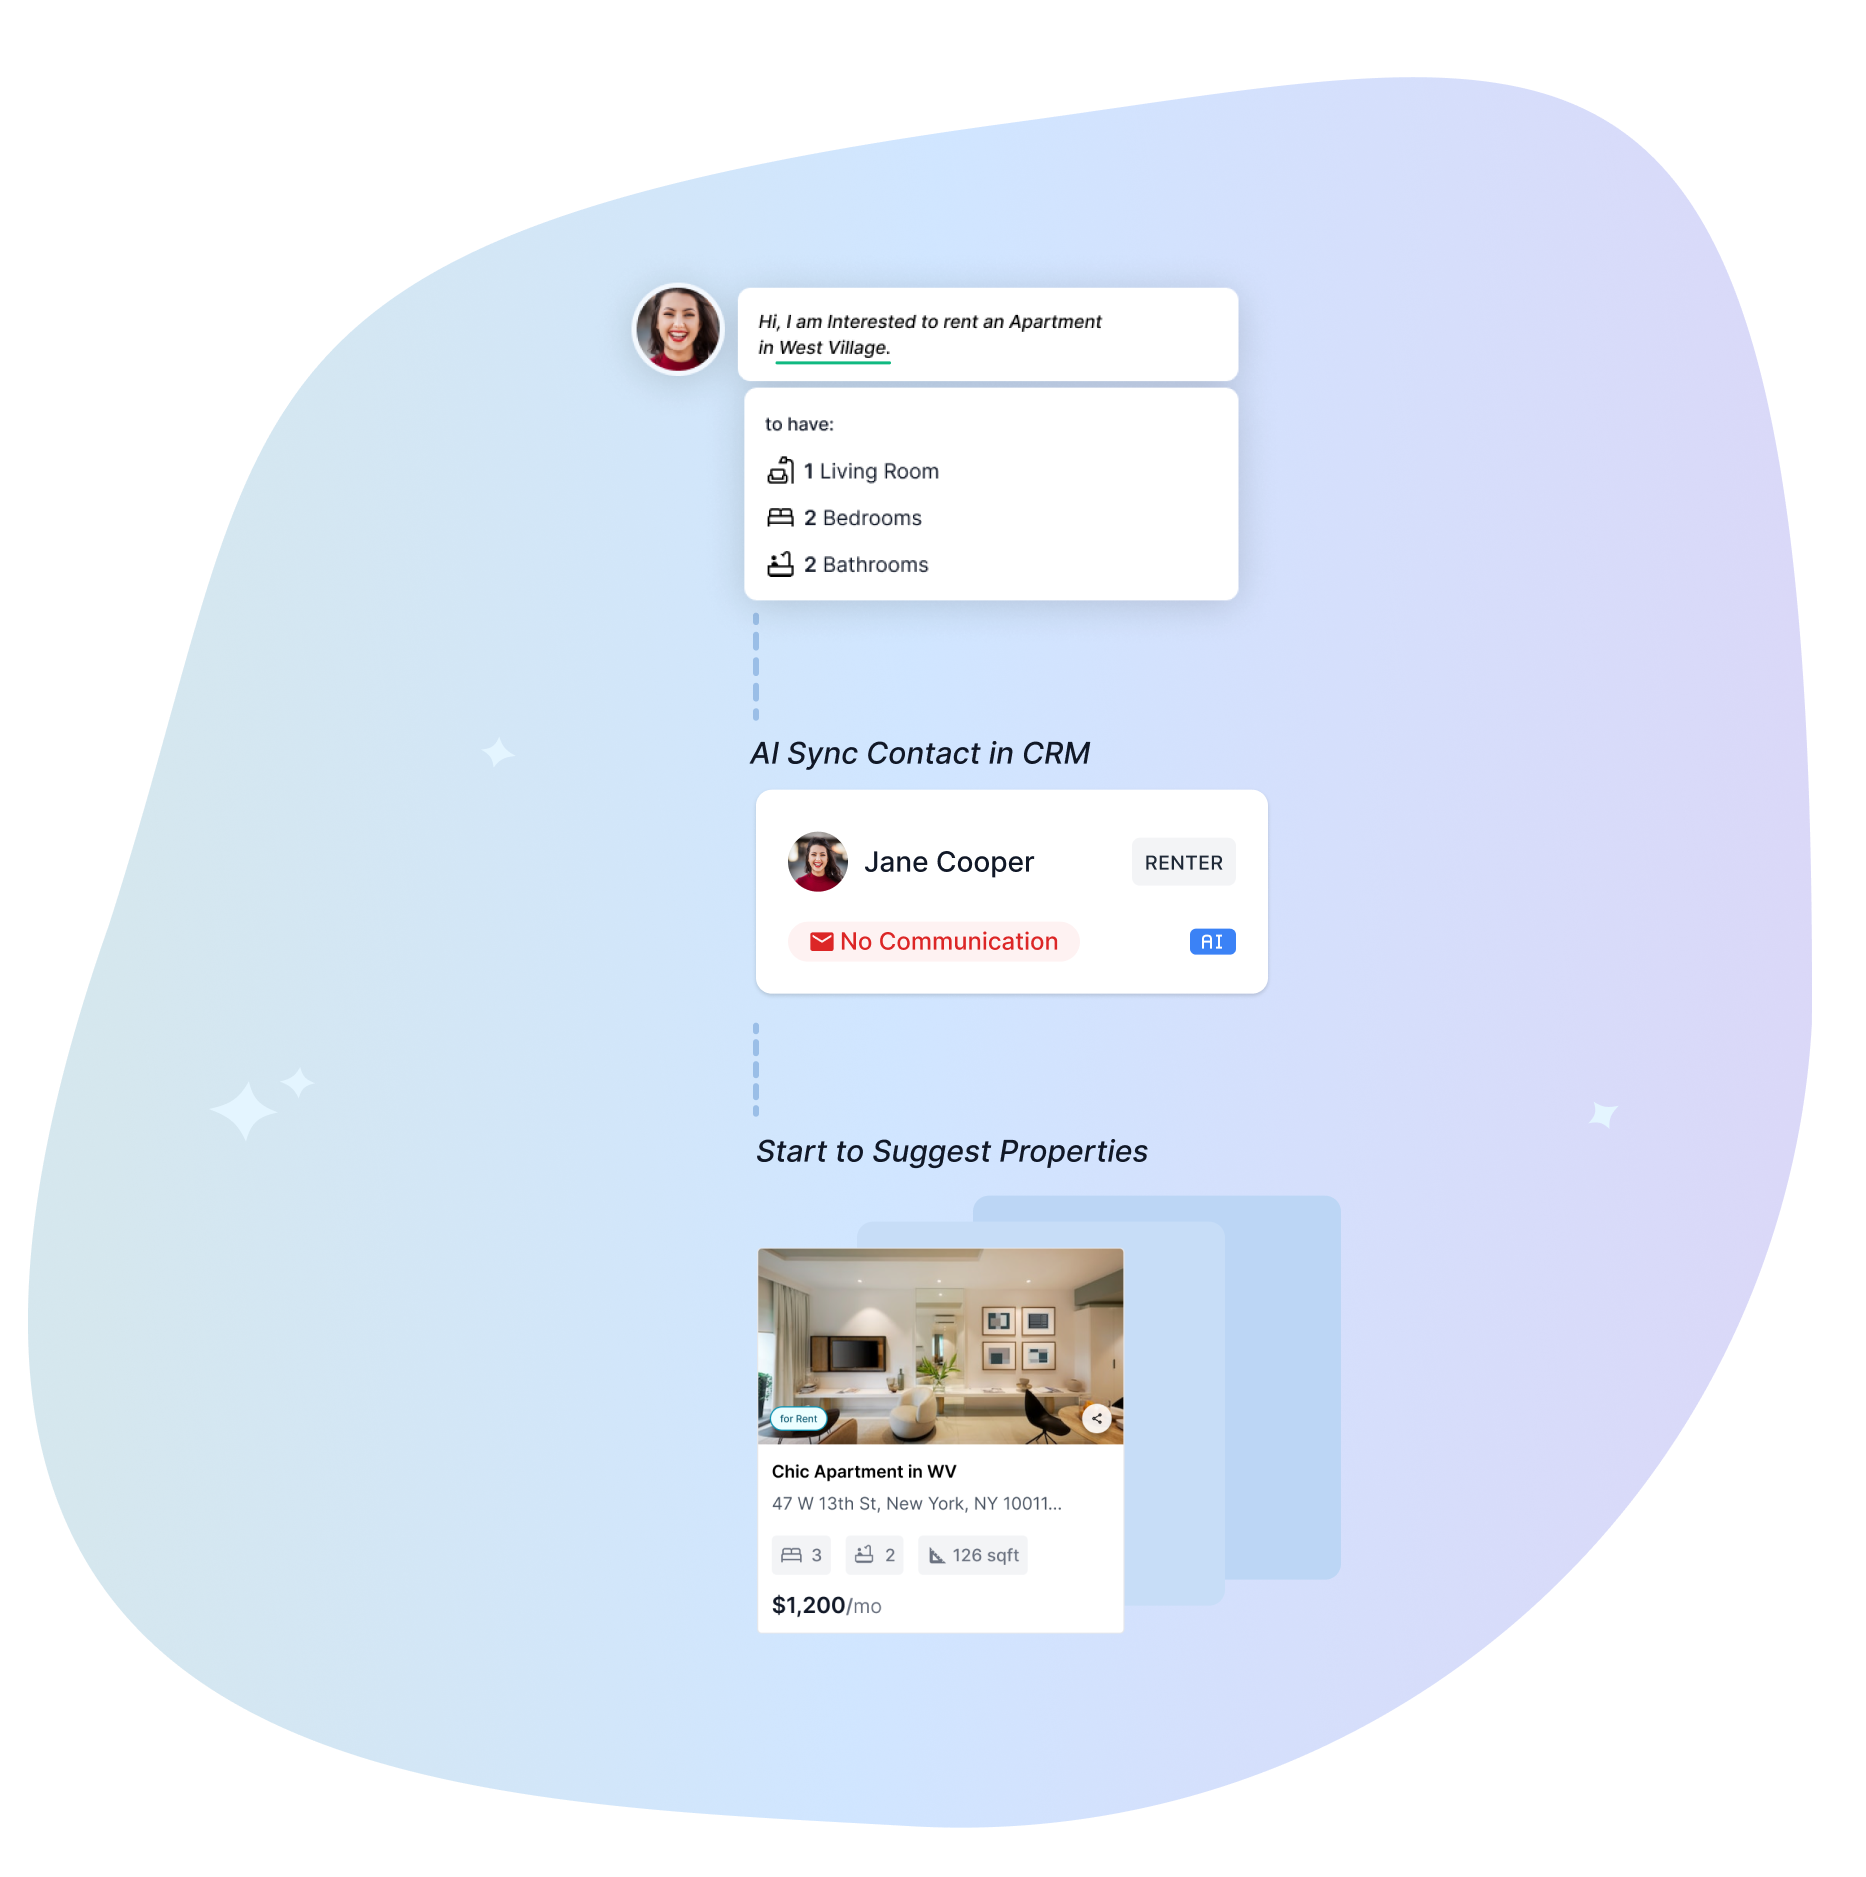 Hi, I am Interested to rent an Apartment
in West Village.
to have:
1 Living Room
2 Bedrooms
2 Bathrooms
AI Sync Contact in CRM
Jane Cooper
RENTER
No Communication
AI
Start to Suggest Properties
for Rent
Chic Apartment in WV
47 W 13th St, New York, NY 10011...
3 2 126 sqft
$1,200/mo